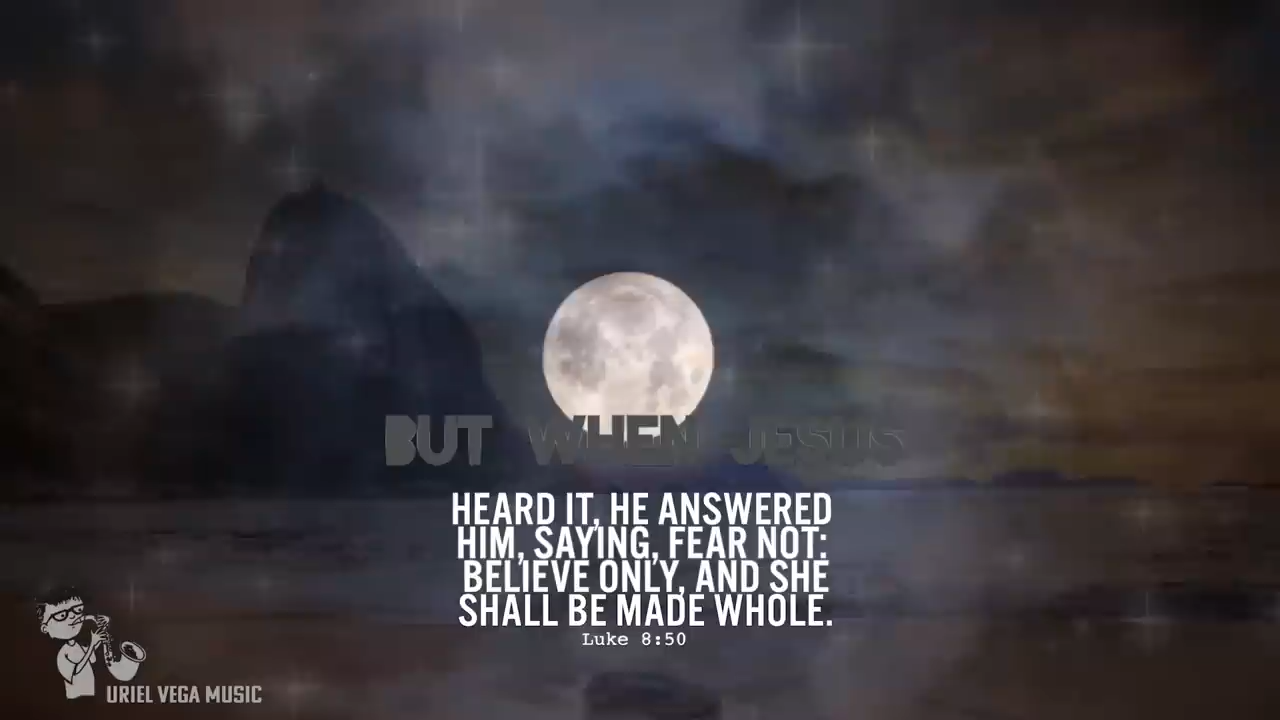 BUT WHEN JESUS
HEARD IT, HE ANSWERED
HIM, SAYING, FEAR NOT:
BELIEVE ONLY, AND SHE
SHALL BE MADE WHOLE.
Luke 8:50
URIEL VEGA MUSIC